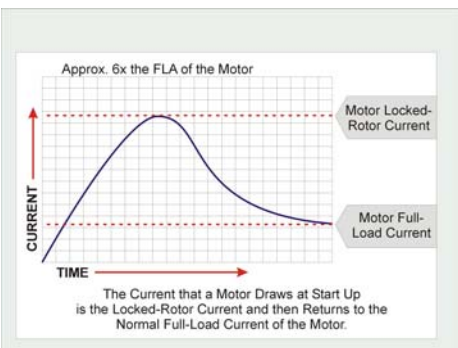 Approx. 6x the FLA of the Motor
Motor Locked-
Rotor Current
CURRENT
Motor Full-
Load Current
TIME
The Current that a Motor Draws at Start Up
is the Locked-Rotor Current and then Returns to the
Normal Full-Load Current of the Motor.